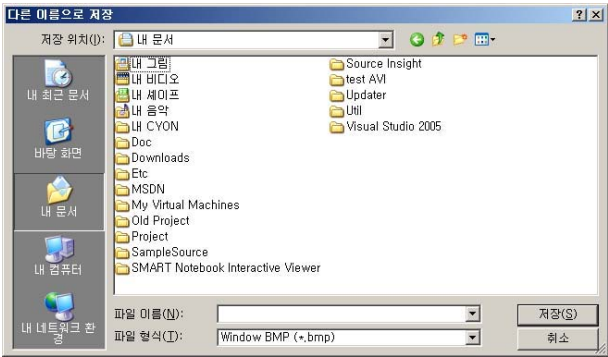 다른 이름으로 저장
저장 위치(I): 내 문서
내 최근 문서
바탕 화면
내 문서
내 컴퓨터
내 네트워크 환경
내 그림
내 비디오
내 셰이프
내 음악
내 CYON
Doc
Downloads
Etc
MSDN
My Virtual Machines
Old Project
Project
SampleSource
SMART Notebook Interactive Viewer
Source Insight
test AVI
Updater
Util
Visual Studio 2005
파일 이름(N):
저장(S)
파일 형식(T): Window BMP (*.bmp)
취소